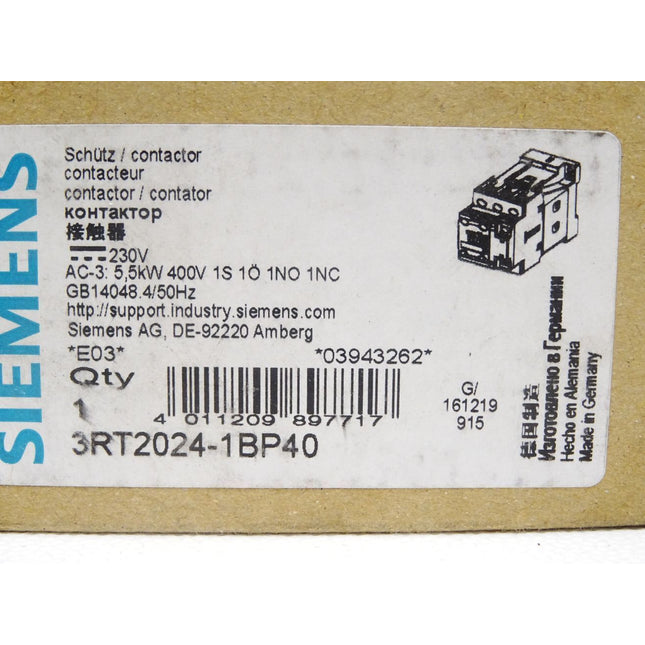 SIEMENS
Schütz / contactor
contacteur
contactor / contator
контактор
接触器
230V
AC-3: 5,5kW 400V 1S 1Ö 1NO 1NC
GB14048.4/50Hz
http://support.industry.siemens.com
Siemens AG, DE-92220 Amberg
*E03* *03943262*
Qty
1
4 011209 897717
3RT2024-1BP40
G/
161219
915
德国制造
Изготовлено в Германии
Hecho en Alemania
Made in Germany